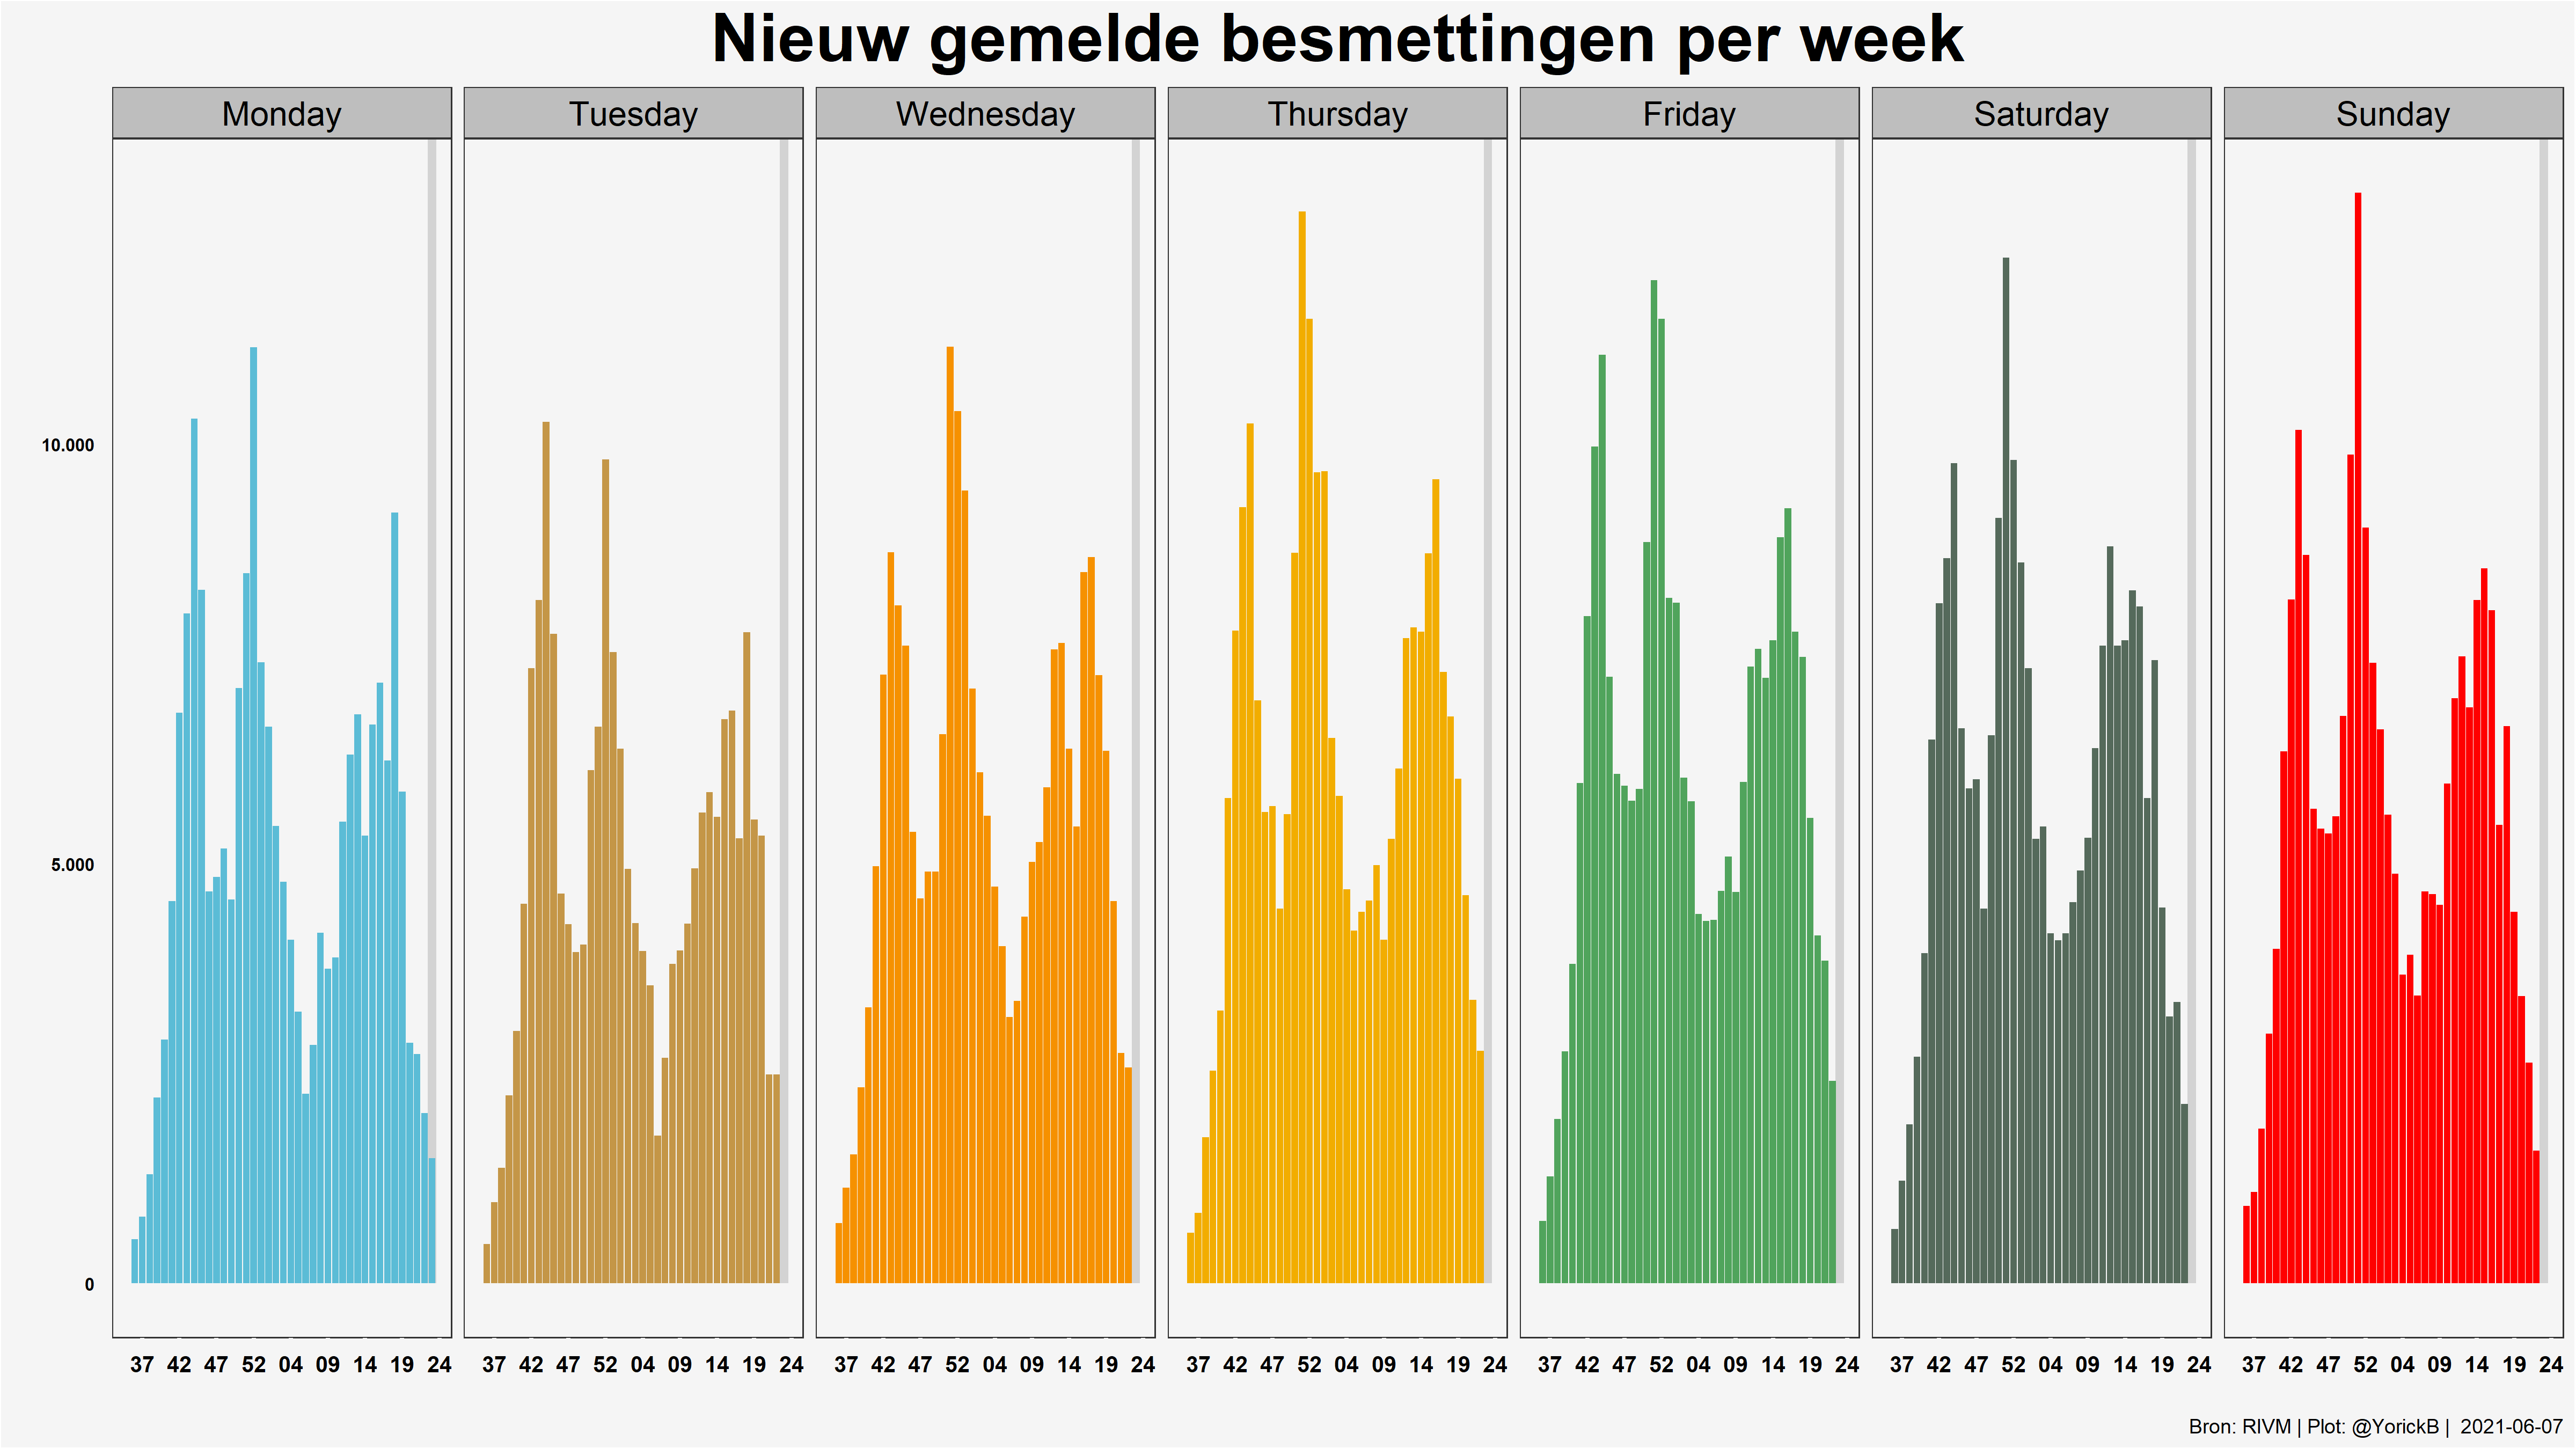 Nieuw gemelde besmettingen per week
Monday Tuesday Wednesday Thursday Friday Saturday Sunday
10.000
5.000
0
37 42 47 52 04 09 14 19 24 37 42 47 52 04 09 14 19 24 37 42 47 52 04 09 14 19 24 37 42 47 52 04 09 14 19 24 37 42 47 52 04 09 14 19 24 37 42 47 52 04 09 14 19 24 37 42 47 52 04 09 14 19 24
Bron: RIVM | Plot: @YorickB | 2021-06-07